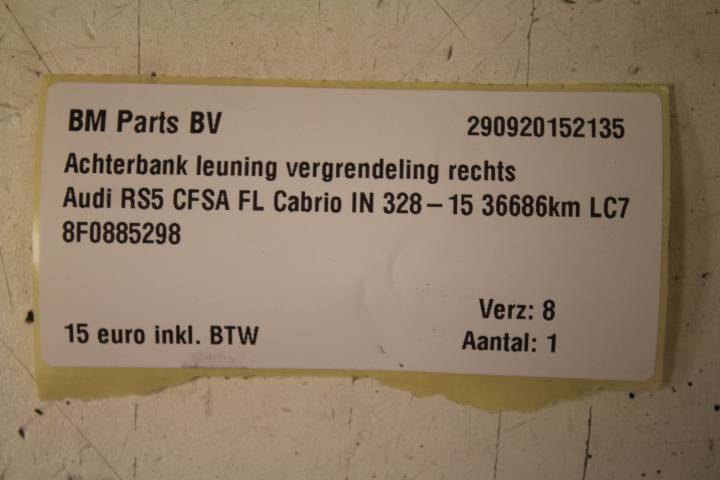 BM Parts BV 290920152135
Achterbank leuning vergrendeling rechts
Audi RS5 CFSA FL Cabrio IN 328–15 36686km LC7
8F0885298
Verz: 8
15 euro inkl. BTW Aantal: 1